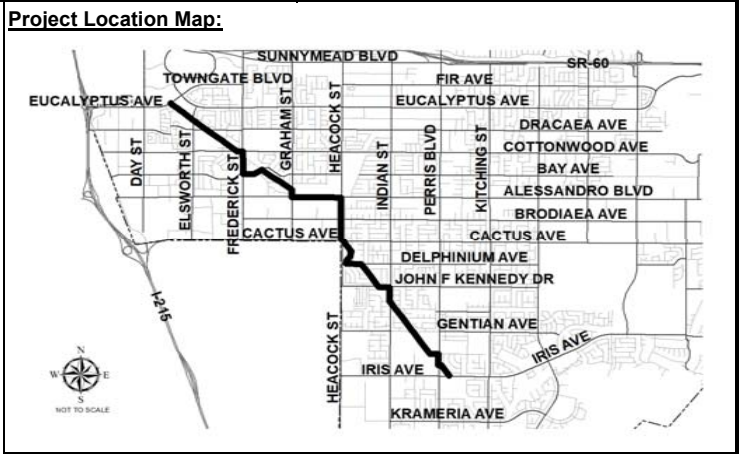 Project Location Map:
SUNNYMEAD BLVD
SR-60
TOWNGATE BLVD
FIR AVE
EUCALYPTUS AVE
EUCALYPTUS AVE
DAY ST
ELSWORTH ST
FREDERICK ST
GRAHAM ST
HEACOCK ST
INDIAN ST
PERRIS BLVD
KITCHING ST
DRACAEA AVE
COTTONWOOD AVE
BAY AVE
ALESSANDRO BLVD
BRODIAEA AVE
CACTUS AVE
CACTUS AVE
DELPHINIUM AVE
JOHN F KENNEDY DR
I-215
HEACOCK ST
GENTIAN AVE
IRIS AVE
IRIS AVE
KRAMERIA AVE
N
W
E
S
NOT TO SCALE